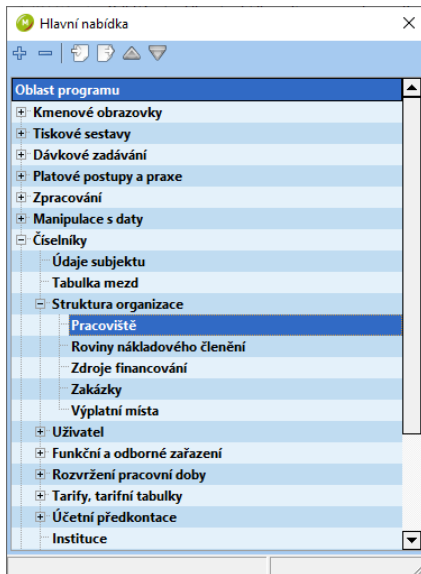 Hlavní nabídka
Oblast programu
Kmenové obrazovky
Tiskové sestavy
Dávkové zadávání
Platové postupy a praxe
Zpracování
Manipulace s daty
Číselníky
Údaje subjektu
Tabulka mezd
Struktura organizace
Pracoviště
Roviny nákladového členění
Zdroje financování
Zakázky
Výplatní místa
Uživatel
Funkční a odborné zařazení
Rozvržení pracovní doby
Tarify, tarifní tabulky
Účetní předkontace
Instituce